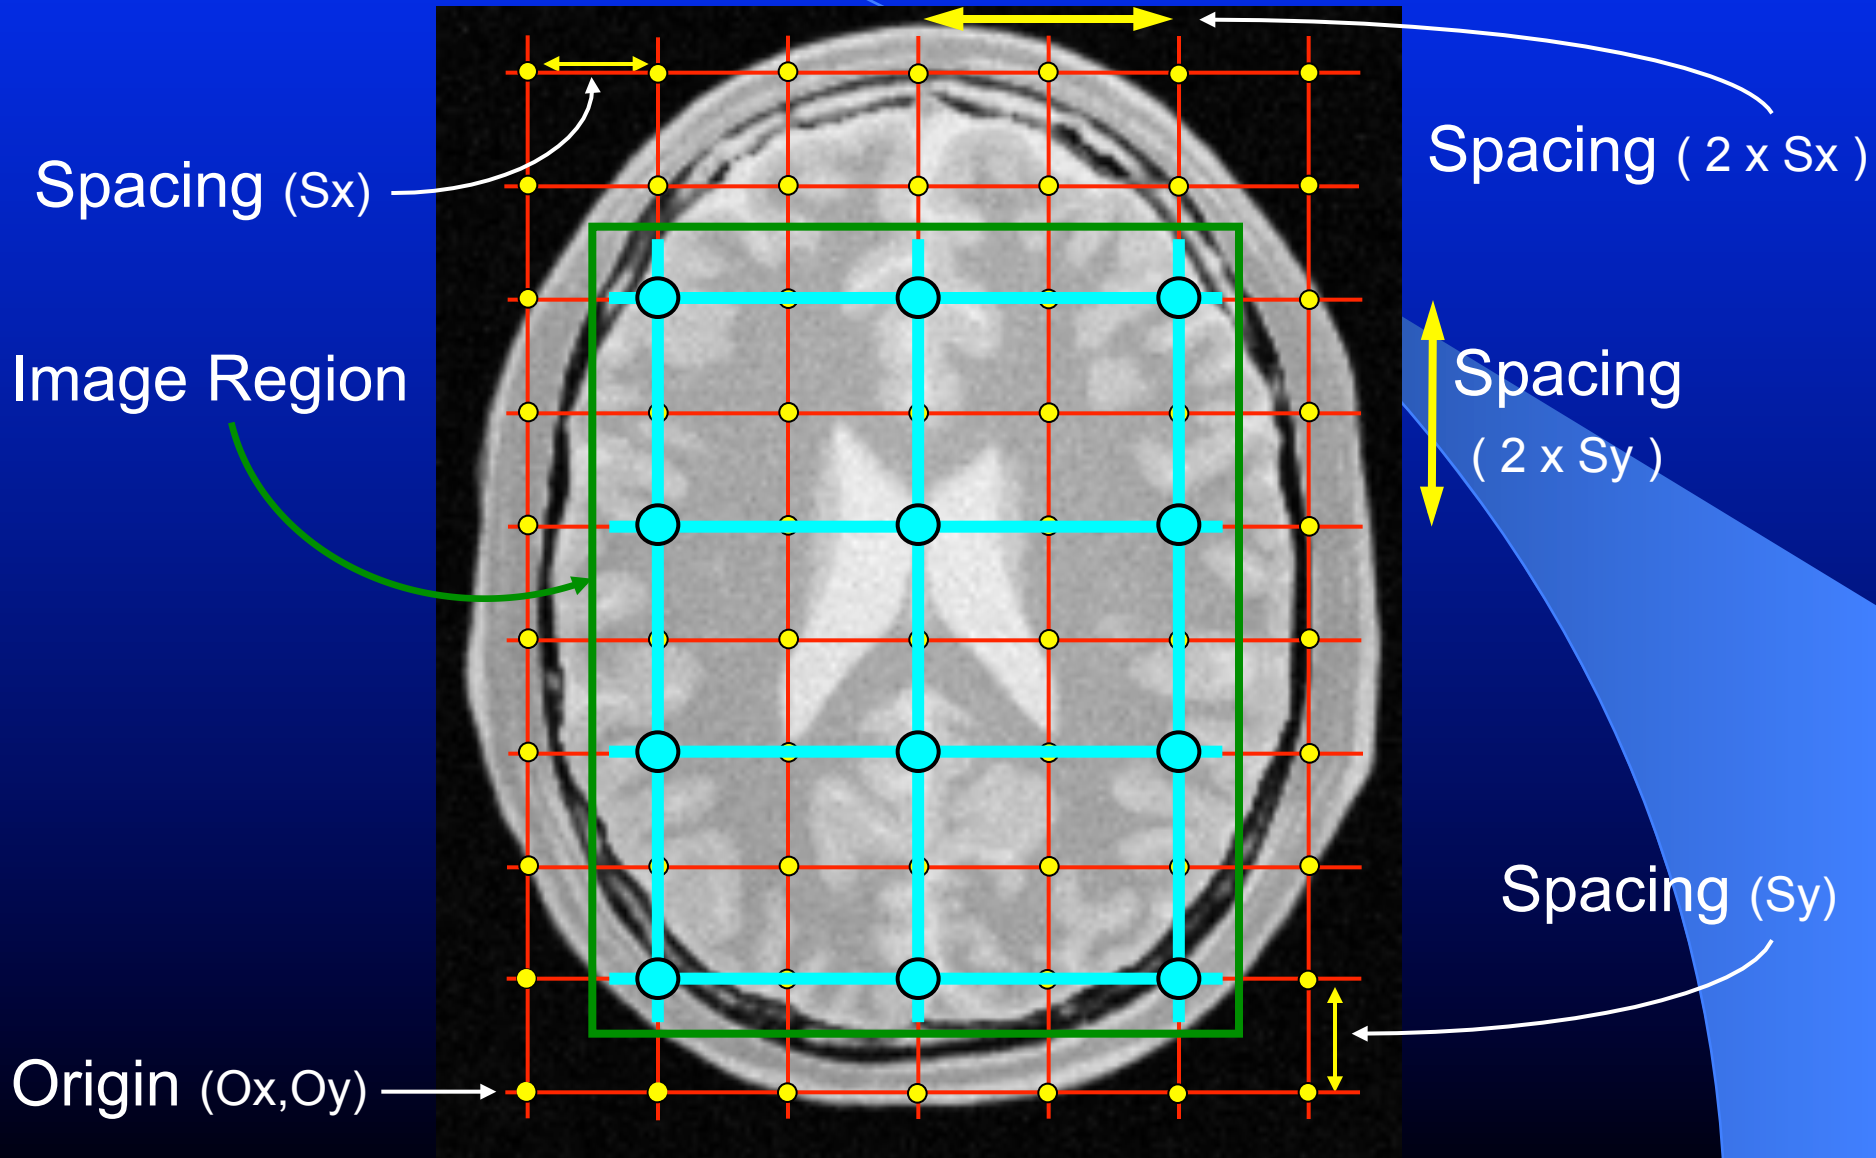 Spacing (Sx)
Spacing ( 2 x Sx )
Image Region
Spacing
( 2 x Sy )
Spacing (Sy)
Origin (Ox,Oy)